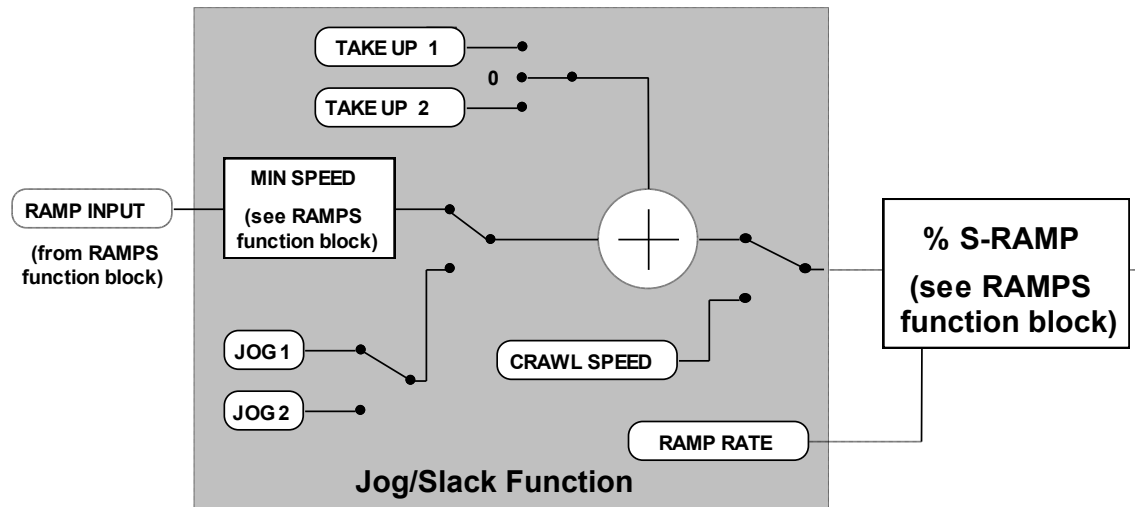 TAKE UP 1
0
TAKE UP 2
MIN SPEED
(see RAMPS
function block)
RAMP INPUT
(from RAMPS
function block)
% S-RAMP
(see RAMPS
function block)
JOG 1
CRAWL SPEED
JOG 2
RAMP RATE
Jog/Slack Function